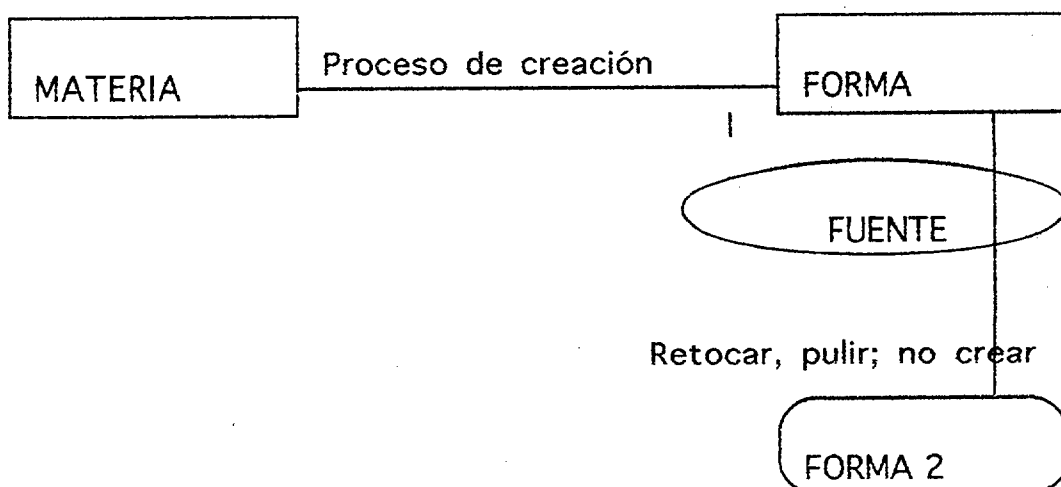 MATERIA
Proceso de creación
FORMA
FUENTE
Retocar, pulir; no crear
FORMA 2